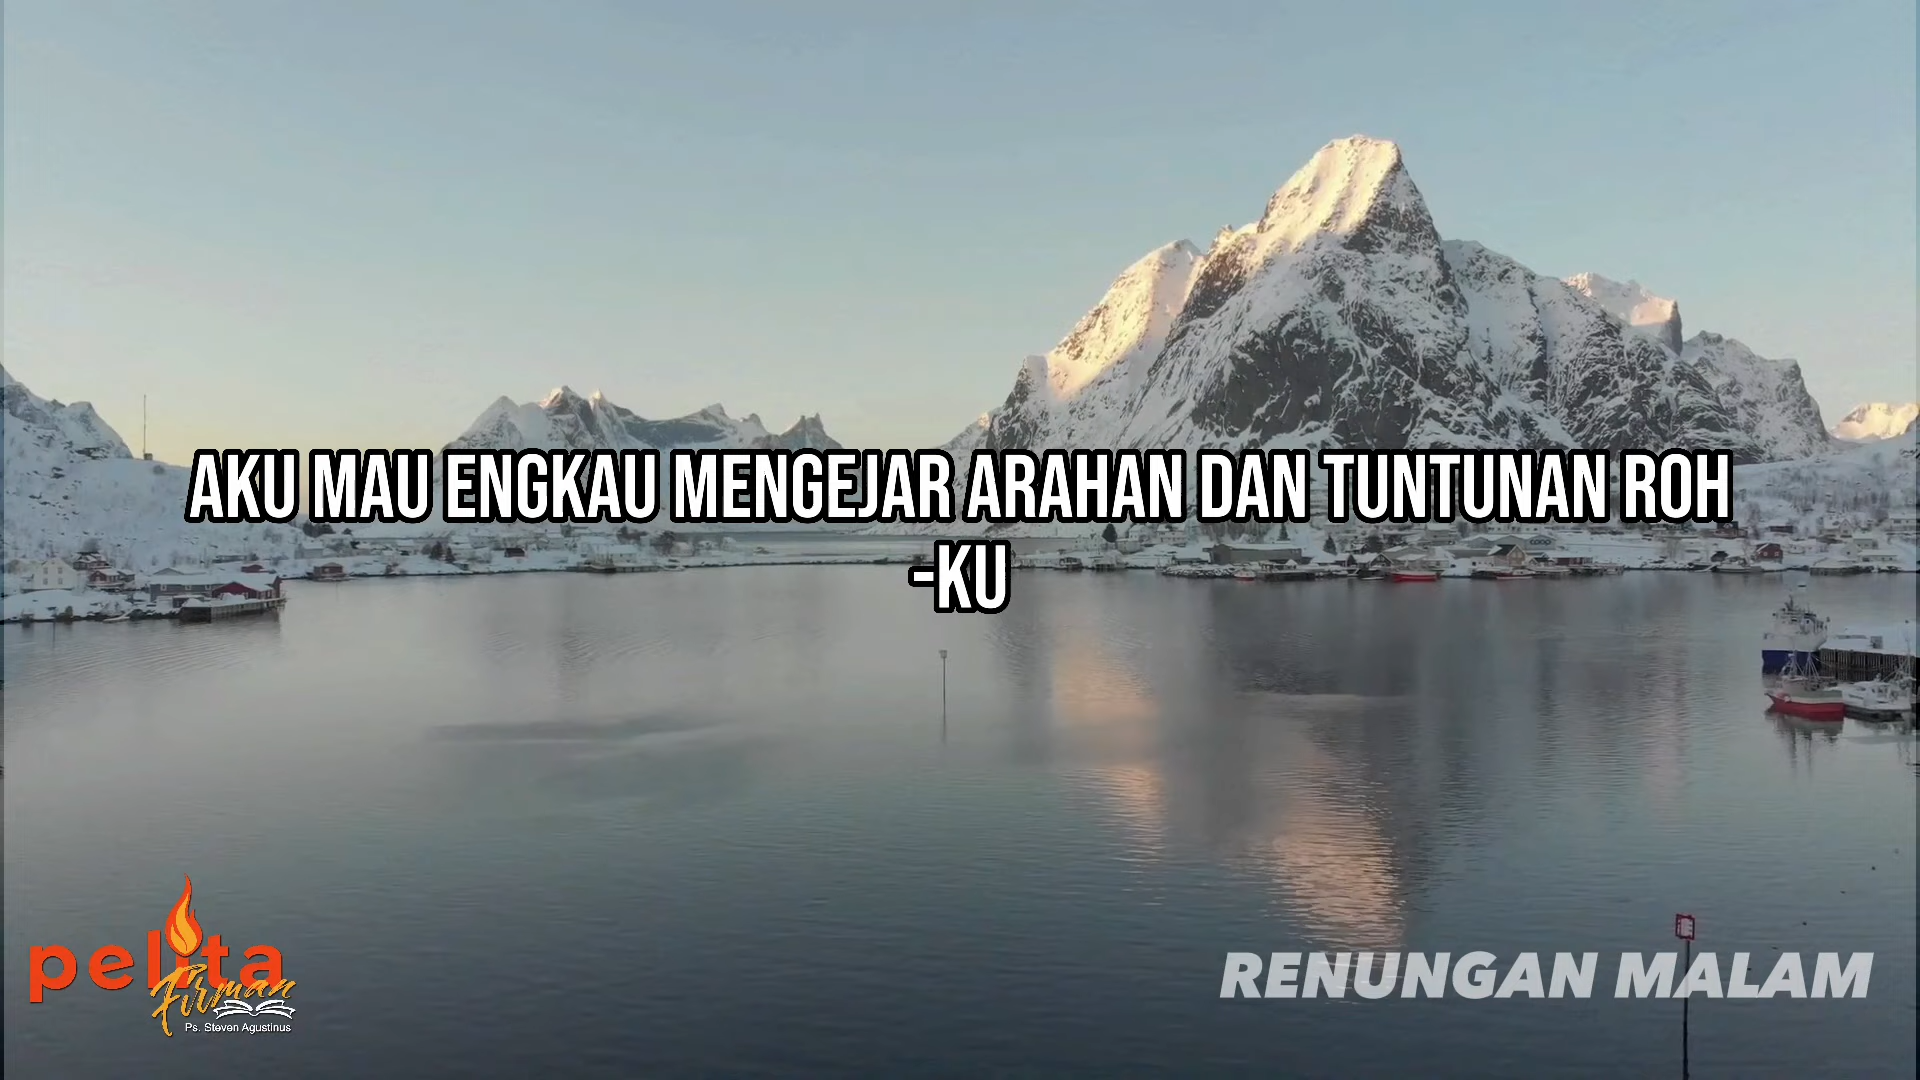 AKU MAU ENGKAU MENGEJAR ARAHAN DAN TUNTUNAN ROH
-KU
pelita
Firman
Ps. Steven Agustinus
RENUNGAN MALAM